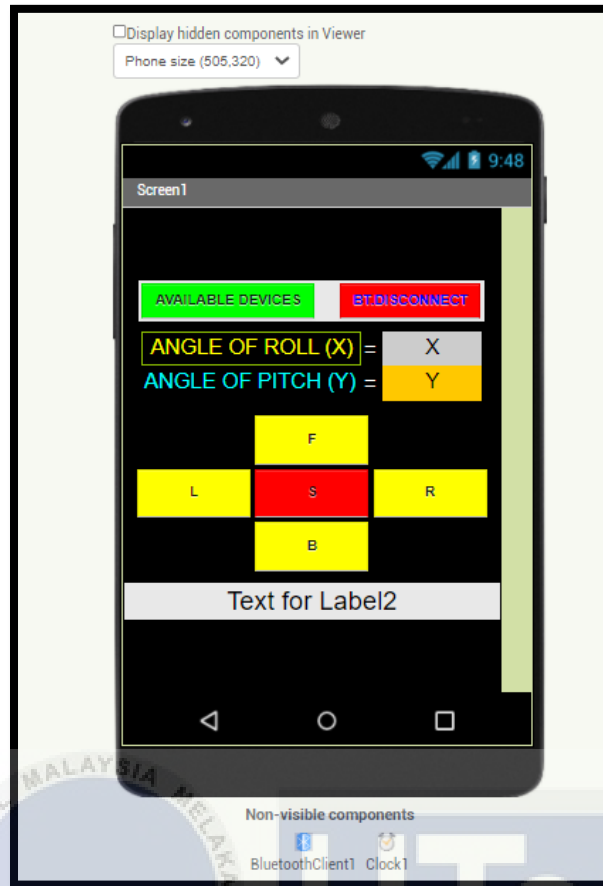 Display hidden components in Viewer
Phone size (505,320)
9:48
Screen1
AVAILABLE DEVICES BT.DISCONNECT
ANGLE OF ROLL (X) = X
ANGLE OF PITCH (Y) = Y
F
L S R
B
Text for Label2
MALAYSIA MELAKA
Non-visible components
BluetoothClient1 Clock1